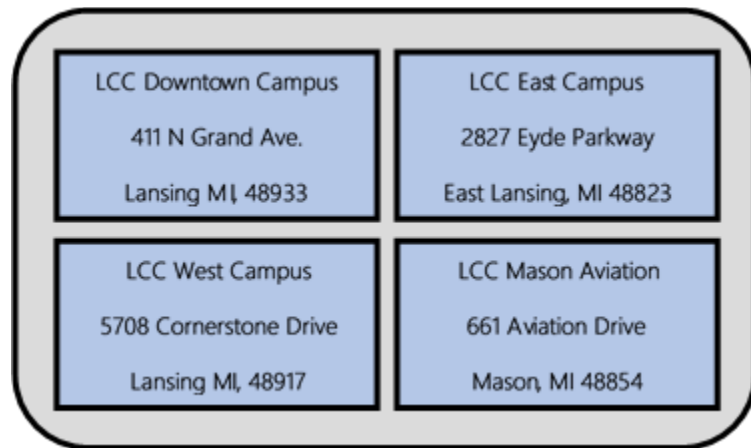 LCC Downtown Campus
411 N Grand Ave.
Lansing MI, 48933
LCC East Campus
2827 Eyde Parkway
East Lansing, MI 48823
LCC West Campus
5708 Cornerstone Drive
Lansing MI, 48917
LCC Mason Aviation
661 Aviation Drive
Mason, MI 48854